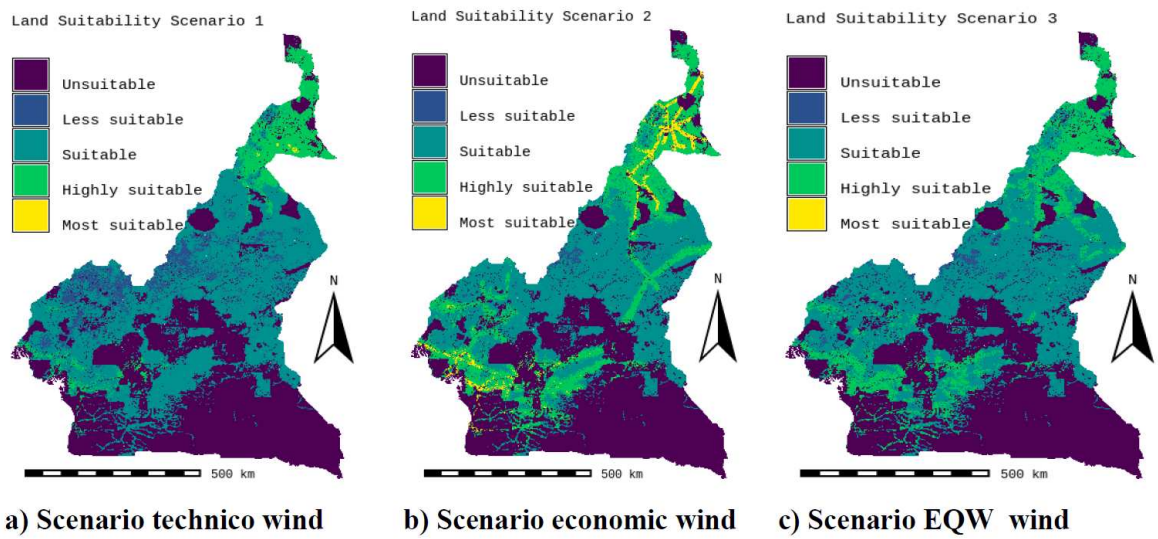 Land Suitability Scenario 1
Unsuitable
Less suitable
Suitable
Highly suitable
Most suitable
N
500 km
a) Scenario technico wind
Land Suitability Scenario 2
Unsuitable
Less suitable
Suitable
Highly suitable
Most suitable
N
500 km
b) Scenario economic wind
Land Suitability Scenario 3
Unsuitable
Less suitable
Suitable
Highly suitable
Most suitable
N
500 km
c) Scenario EQW wind